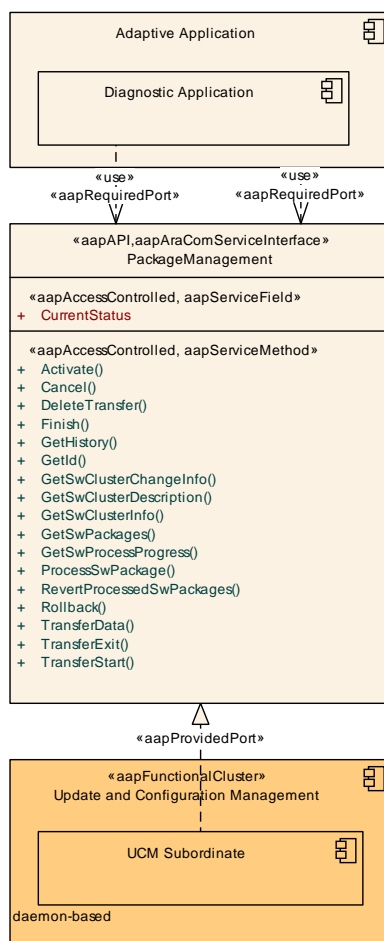 Adaptive Application
Diagnostic Application
«use» «use»
«aapRequiredPort» «aapRequiredPort»
«aapAPI,aapAraComServiceInterface»
PackageManagement
«aapAccessControlled, aapServiceField»
+ CurrentStatus
«aapAccessControlled, aapServiceMethod»
+ Activate()
+ Cancel()
+ DeleteTransfer()
+ Finish()
+ GetHistory()
+ GetId()
+ GetSwClusterChangeInfo()
+ GetSwClusterDescription()
+ GetSwClusterInfo()
+ GetSwPackages()
+ GetSwProcessProgress()
+ ProcessSwPackage()
+ RevertProcessedSwPackages()
+ Rollback()
+ TransferData()
+ TransferExit()
+ TransferStart()
«aapProvidedPort»
«aapFunctionalCluster»
Update and Configuration Management
UCM Subordinate
daemon-based